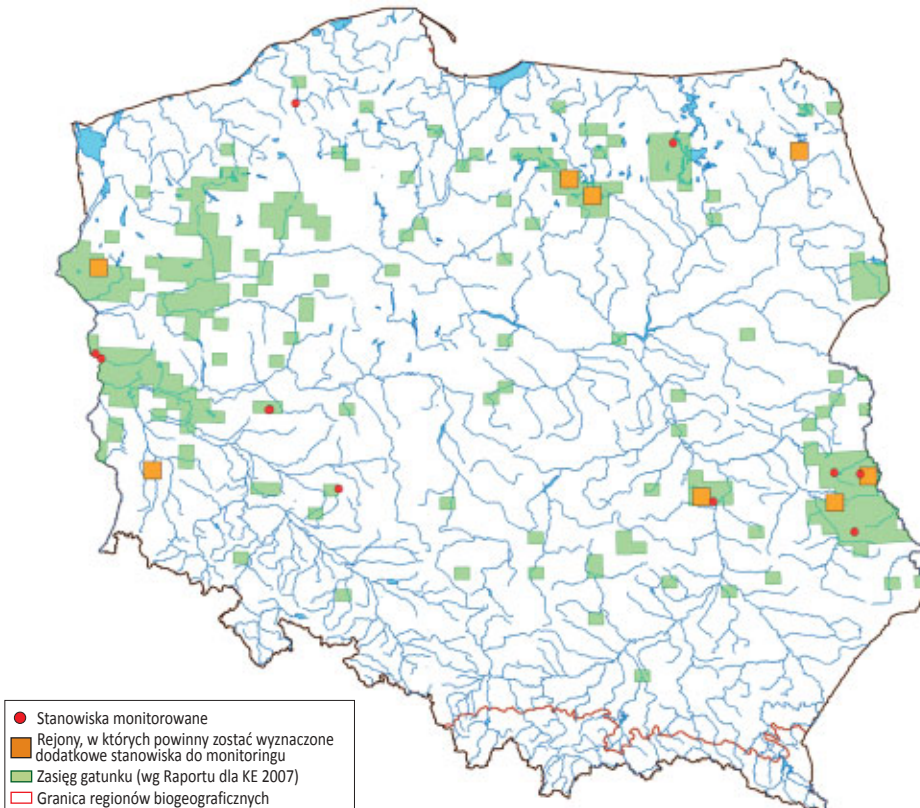 Stanowiska monitorowane
Rejony, w których powinny zostać wyznaczone
dodatkowe stanowiska do monitoringu
Zasięg gatunku (wg Raportu dla KE 2007)
Granica regionów biogeograficznych